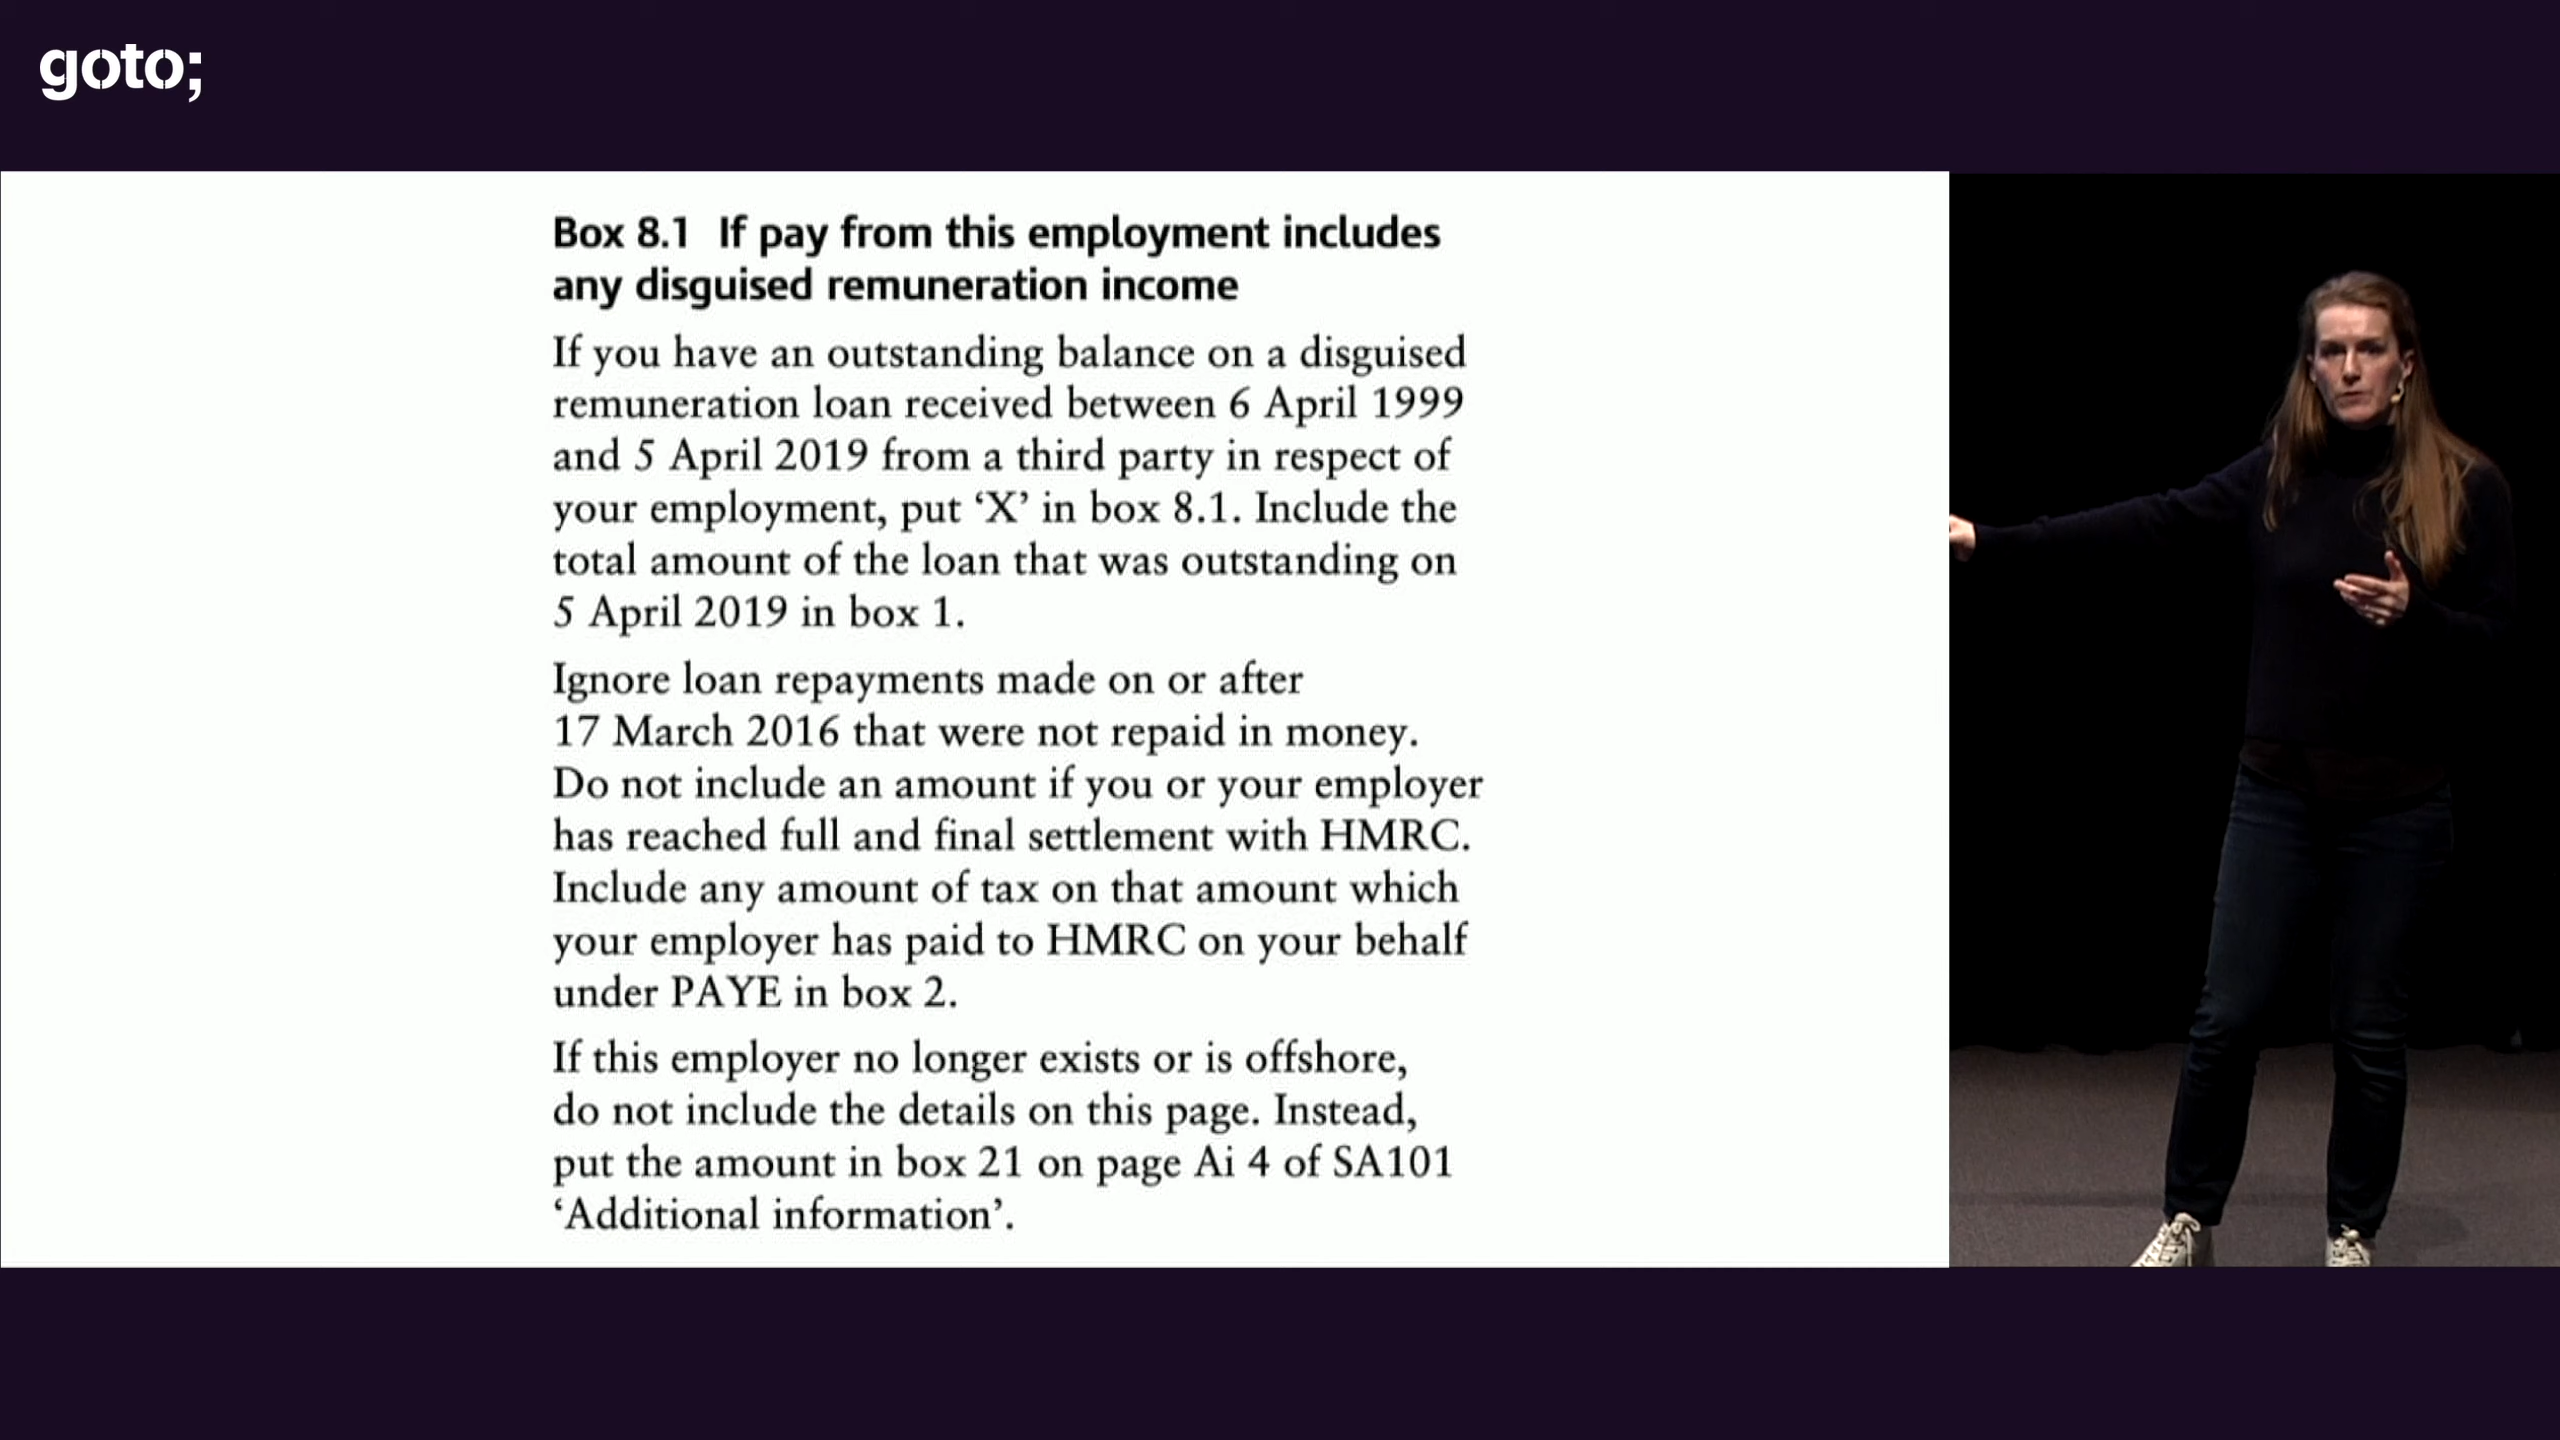 goto;
Box 8.1 If pay from this employment includes
any disguised remuneration income
If you have an outstanding balance on a disguised
remuneration loan received between 6 April 1999
and 5 April 2019 from a third party in respect of
your employment, put ‘X’ in box 8.1. Include the
total amount of the loan that was outstanding on
5 April 2019 in box 1.
Ignore loan repayments made on or after
17 March 2016 that were not repaid in money.
Do not include an amount if you or your employer
has reached full and final settlement with HMRC.
Include any amount of tax on that amount which
your employer has paid to HMRC on your behalf
under PAYE in box 2.
If this employer no longer exists or is offshore,
do not include the details on this page. Instead,
put the amount in box 21 on page Ai 4 of SA101
‘Additional information’.